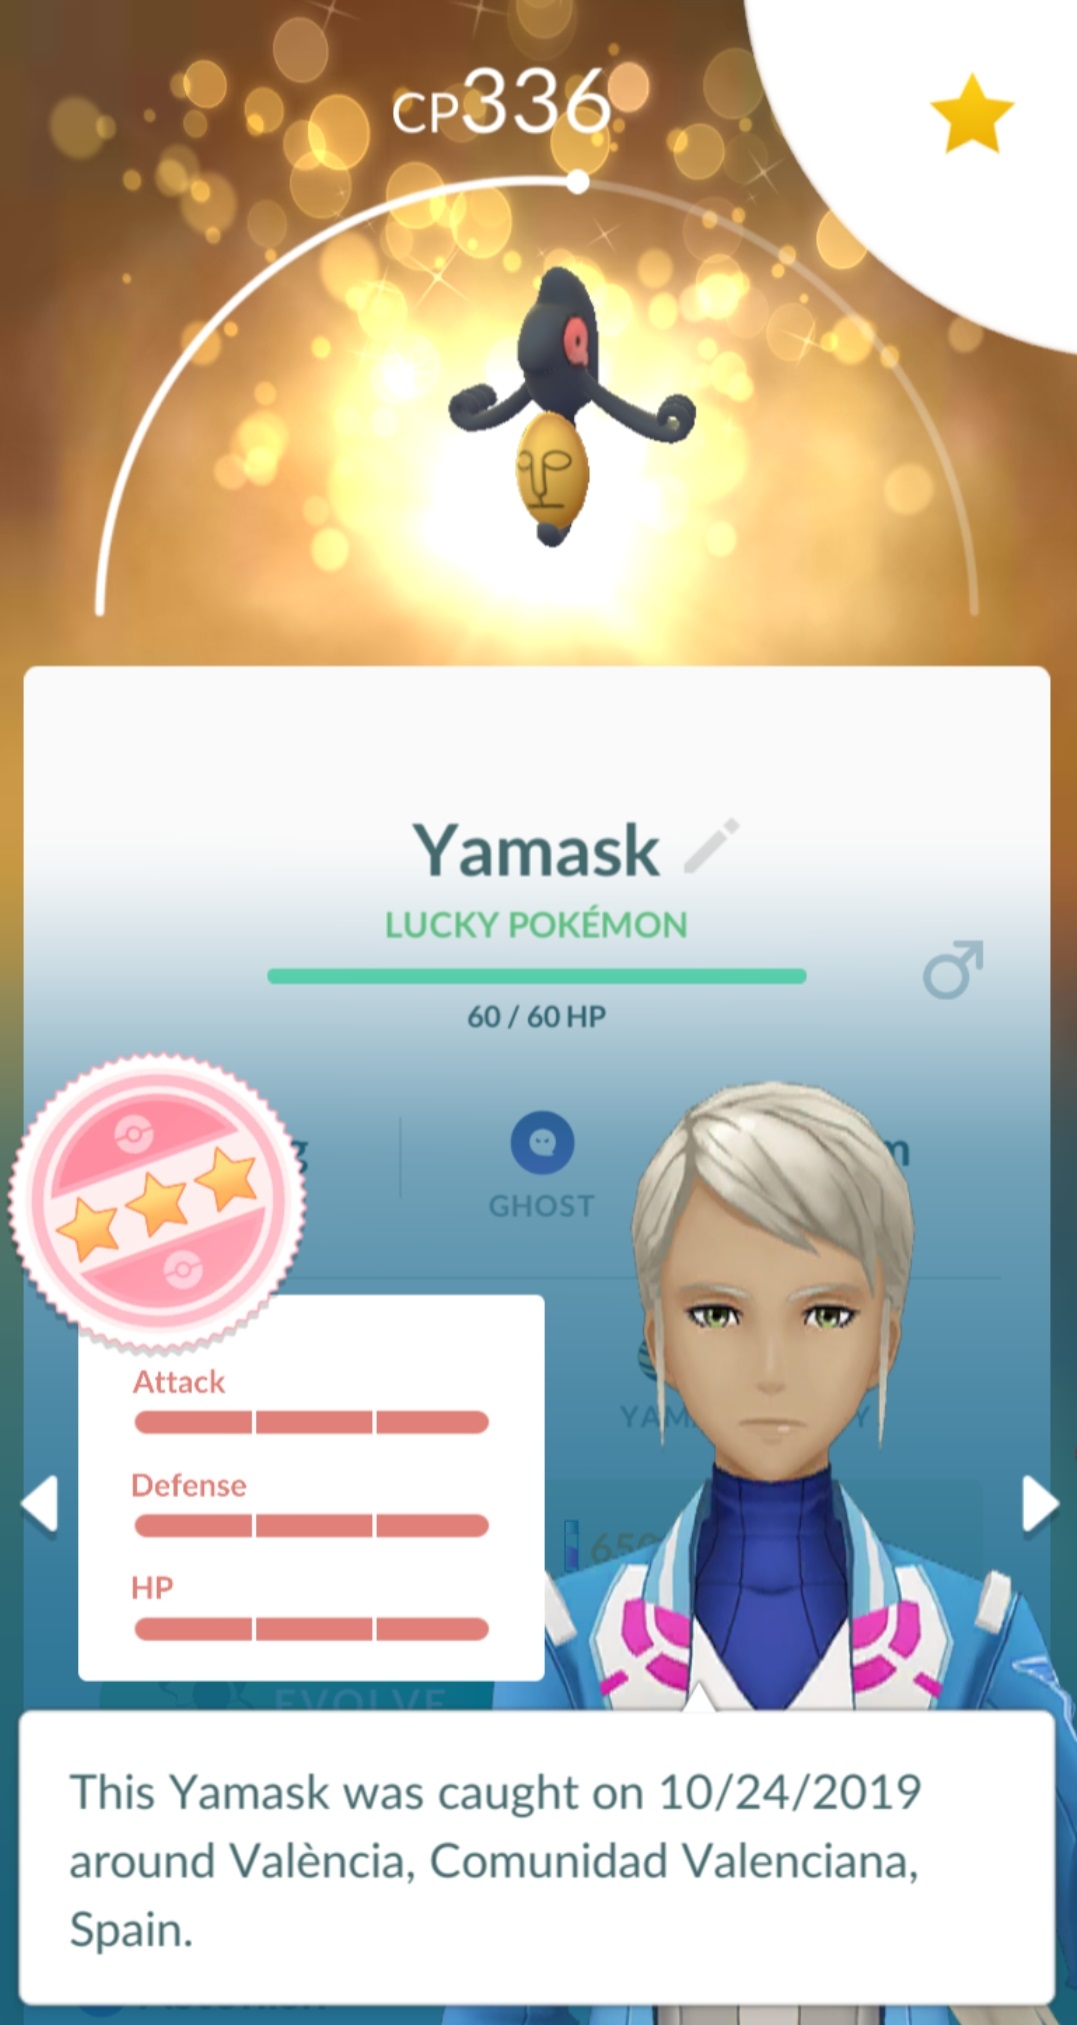 CP336
Yamask
LUCKY POKÉMON
60 / 60 HP
GHOST
Attack
Defense
HP
EVOLVE
This Yamask was caught on 10/24/2019
around València, Comunidad Valenciana,
Spain.